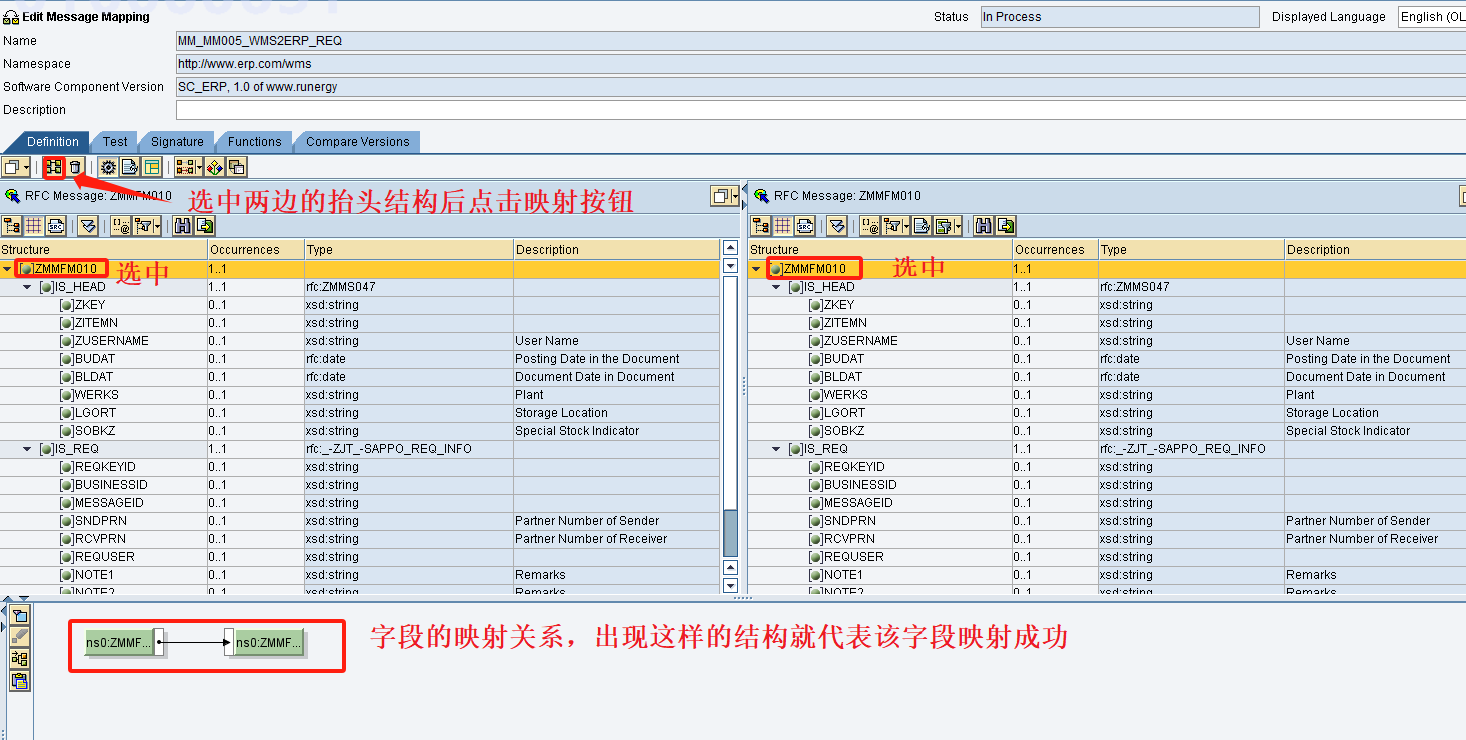 Edit Message Mapping
Status In Process Displayed Language English (OL
Name MM_MM005_WMS2ERP_REQ
Namespace http://www.erp.com/wms
Software Component Version SC_ERP, 1.0 of www.runergy
Description
Definition Test Signature Functions Compare Versions
RFC Message: ZMMFM010
选中两边的抬头结构后点击映射按钮
RFC Message: ZMMFM010
Structure Occurrences Type Description
ZMMFM010 选中 1..1
IS_HEAD 1..1 rfc:ZMMS047
ZKEY 0..1 xsd:string
ZITEMN 0..1 xsd:string
ZUSERNAME 0..1 xsd:string User Name
BUDAT 0..1 rfc:date Posting Date in the Document
BLDAT 0..1 rfc:date Document Date in Document
WERKS 0..1 xsd:string Plant
LGORT 0..1 xsd:string Storage Location
SOBKZ 0..1 xsd:string Special Stock Indicator
IS_REQ 1..1 rfc:_-ZJT_-SAPPO_REQ_INFO
REQKEYID 0..1 xsd:string
BUSINESSID 0..1 xsd:string
MESSAGEID 0..1 xsd:string
SNDPRN 0..1 xsd:string Partner Number of Sender
RCVPRN 0..1 xsd:string Partner Number of Receiver
REQUSER 0..1 xsd:string
NOTE1 0..1 xsd:string Remarks
NOTE2 0..1 xsd:string Remarks
Structure Occurrences Type Description
ZMMFM010 选中 1..1
IS_HEAD 1..1 rfc:ZMMS047
ZKEY 0..1 xsd:string
ZITEMN 0..1 xsd:string
ZUSERNAME 0..1 xsd:string User Name
BUDAT 0..1 rfc:date Posting Date in the Document
BLDAT 0..1 rfc:date Document Date in Document
WERKS 0..1 xsd:string Plant
LGORT 0..1 xsd:string Storage Location
SOBKZ 0..1 xsd:string Special Stock Indicator
IS_REQ 1..1 rfc:_-ZJT_-SAPPO_REQ_INFO
REQKEYID 0..1 xsd:string
BUSINESSID 0..1 xsd:string
MESSAGEID 0..1 xsd:string
SNDPRN 0..1 xsd:string Partner Number of Sender
RCVPRN 0..1 xsd:string Partner Number of Receiver
REQUSER 0..1 xsd:string
NOTE1 0..1 xsd:string Remarks
NOTE2 0..1 xsd:string Remarks
ns0:ZMMF... ns0:ZMMF...
字段的映射关系，出现这样的结构就代表该字段映射成功